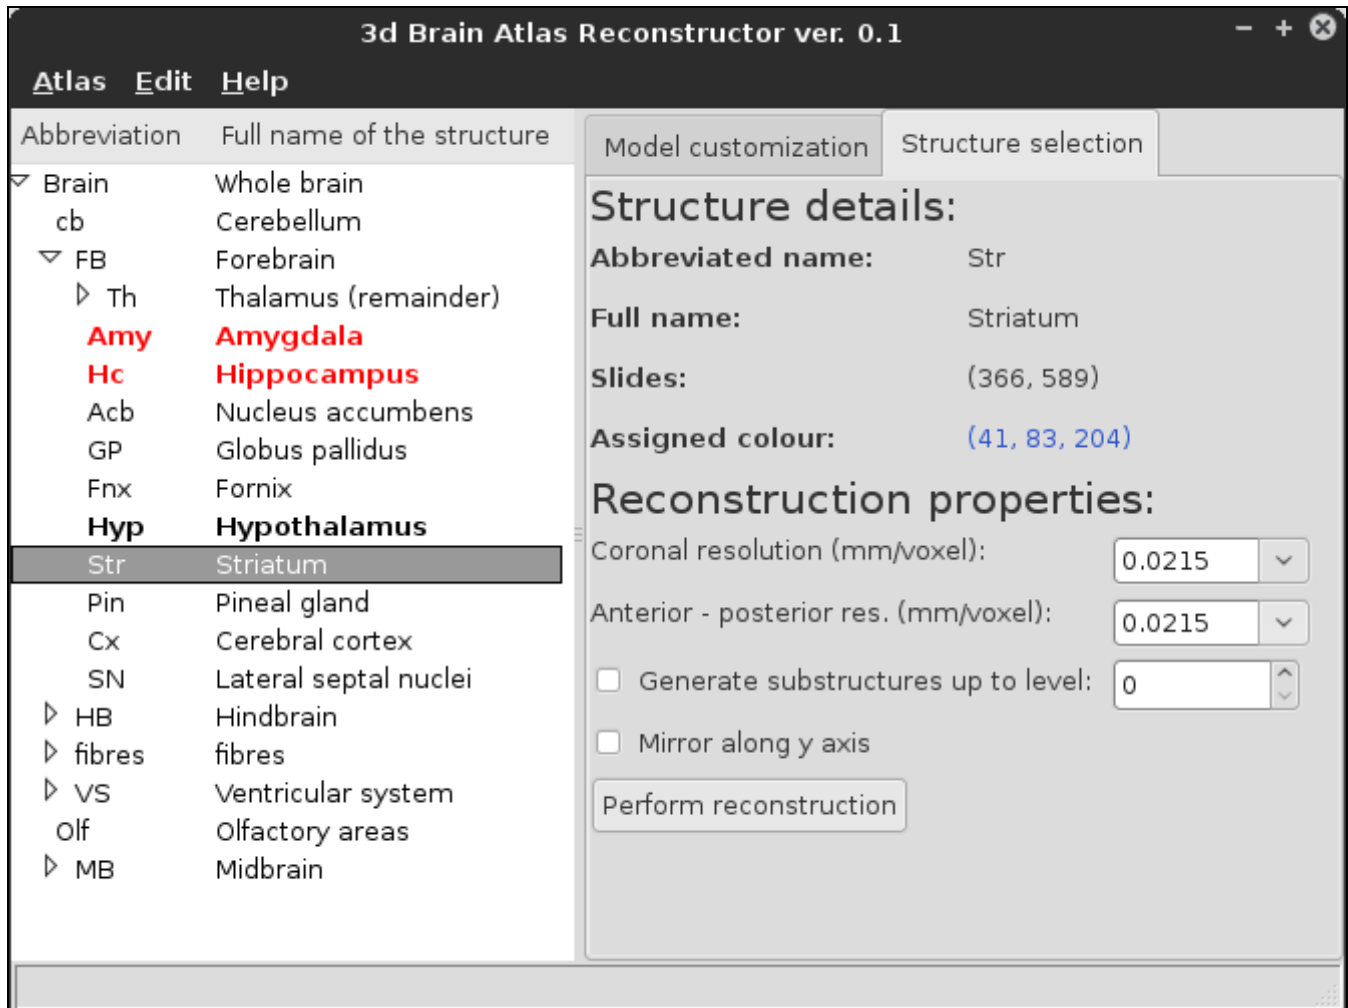 3d Brain Atlas Reconstructor ver. 0.1
Atlas Edit Help
Abbreviation Full name of the structure
Brain Whole brain
cb Cerebellum
FB Forebrain
Th Thalamus (remainder)
Amy Amygdala
Hc Hippocampus
Acb Nucleus accumbens
GP Globus pallidus
Fnx Fornix
Hyp Hypothalamus
Str Striatum
Pin Pineal gland
Cx Cerebral cortex
SN Lateral septal nuclei
HB Hindbrain
fibres fibres
VS Ventricular system
Olf Olfactory areas
MB Midbrain
Model customization Structure selection
Structure details:
Abbreviated name: Str
Full name: Striatum
Slides: (366, 589)
Assigned colour: (41, 83, 204)
Reconstruction properties:
Coronal resolution (mm/voxel): 0.0215
Anterior - posterior res. (mm/voxel): 0.0215
Generate substructures up to level: 0
Mirror along y axis
Perform reconstruction